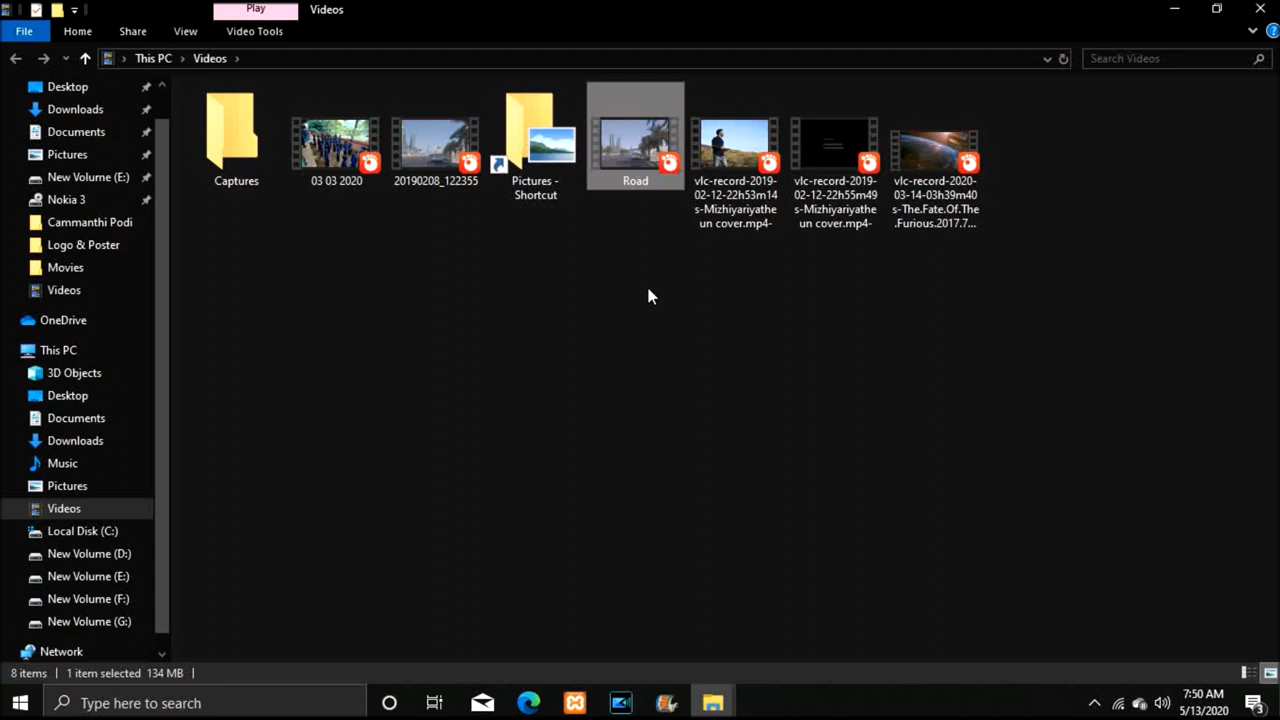 Play
Videos
File
Home
Share
View
Video Tools
This PC
Videos
Search Videos
Desktop
Downloads
Documents
Pictures
New Volume (E:)
Nokia 3
Cammanthi Podi
Logo & Poster
Movies
Videos
OneDrive
This PC
3D Objects
Desktop
Documents
Downloads
Music
Pictures
Videos
Local Disk (C:)
New Volume (D:)
New Volume (E:)
New Volume (F:)
New Volume (G:)
Network
Captures
03 03 2020
20190208_122355
Pictures -
Shortcut
Road
vlc-record-2019-
02-12-22h53m14
s-Mizhiyariyathe
un cover.mp4-
vlc-record-2019-
02-12-22h55m49
s-Mizhiyariyathe
un cover.mp4-
vlc-record-2020-
03-14-03h39m40
s-The.Fate.Of.The
.Furious.2017.7...
8 items
1 item selected 134 MB
Type here to search
7:50 AM
5/13/2020
3